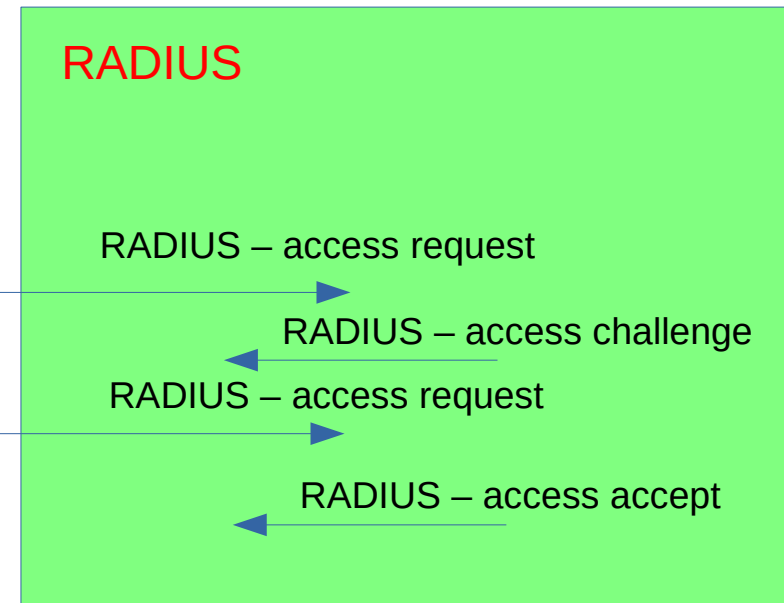 RADIUS
RADIUS – access request
RADIUS – access challenge
RADIUS – access request
RADIUS – access accept